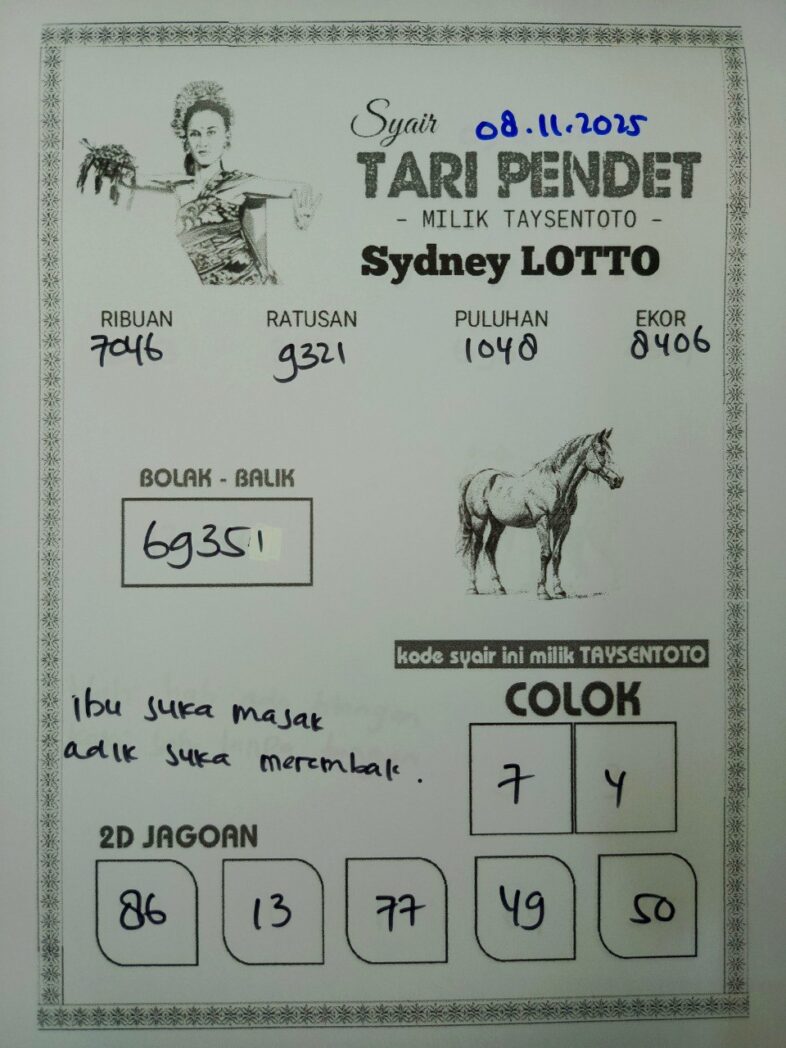 Syair 08.11.2025
TARI PENDET
- MILIK TAYSENTOTO -
Sydney LOTTO
RIBUAN RATUSAN PULUHAN EKOR
7046 9321 1048 8406
BOLAK - BALIK
69351
kode syair ini milik TAYSENTOTO
ibu suka masak
adik suka merembak.
COLOK
7 4
2D JAGOAN
86 13 77 49 50